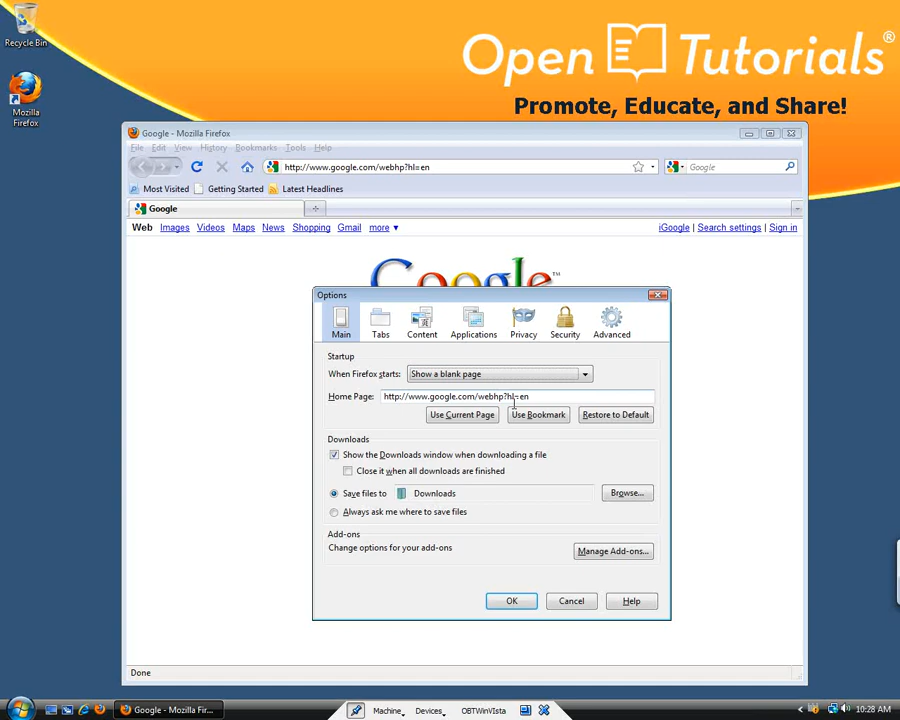 Recycle Bin
Mozilla
Firefox
Open Tutorials®
Promote, Educate, and Share!
Google - Mozilla Firefox
File Edit View History Bookmarks Tools Help
http://www.google.com/webhp?hl=en
Google
Most Visited Getting Started Latest Headlines
Google
Web Images Videos Maps News Shopping Gmail more ▼
iGoogle | Search settings | Sign in
Google™
Options
Main Tabs Content Applications Privacy Security Advanced
Startup
When Firefox starts: Show a blank page
Home Page: http://www.google.com/webhp?hl=en
Use Current Page Use Bookmark Restore to Default
Downloads
Show the Downloads window when downloading a file
Close it when all downloads are finished
Save files to Downloads Browse...
Always ask me where to save files
Add-ons
Change options for your add-ons
Manage Add-ons...
OK Cancel Help
Done
Google - Mozilla Fir...
Machine Devices OBTWinVista
10:28 AM